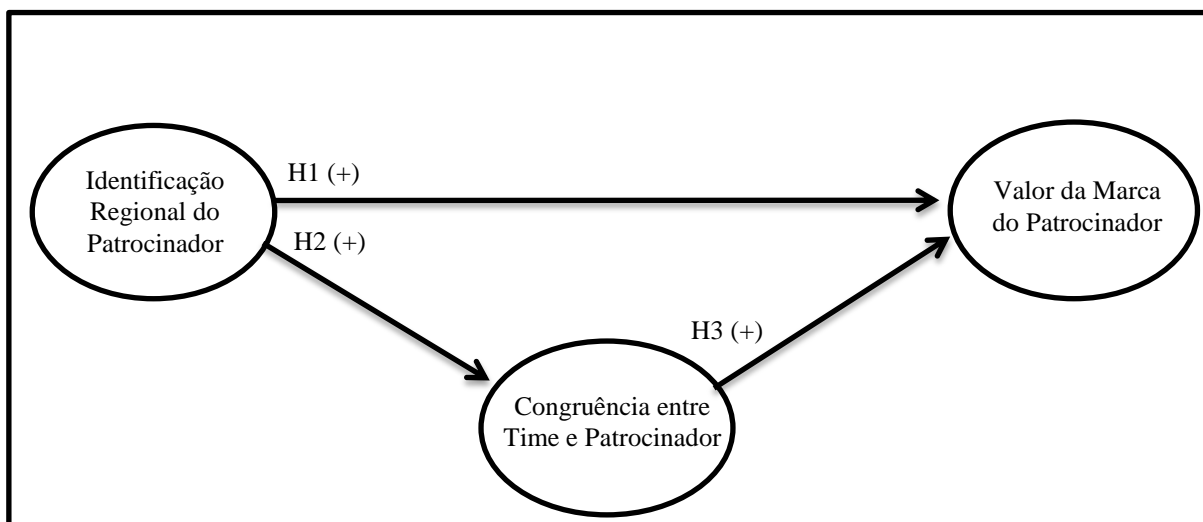 Identificação
Regional do
Patrocinador
H1 (+)
H2 (+)
Valor da Marca
do Patrocinador
H3 (+)
Congruência entre
Time e Patrocinador